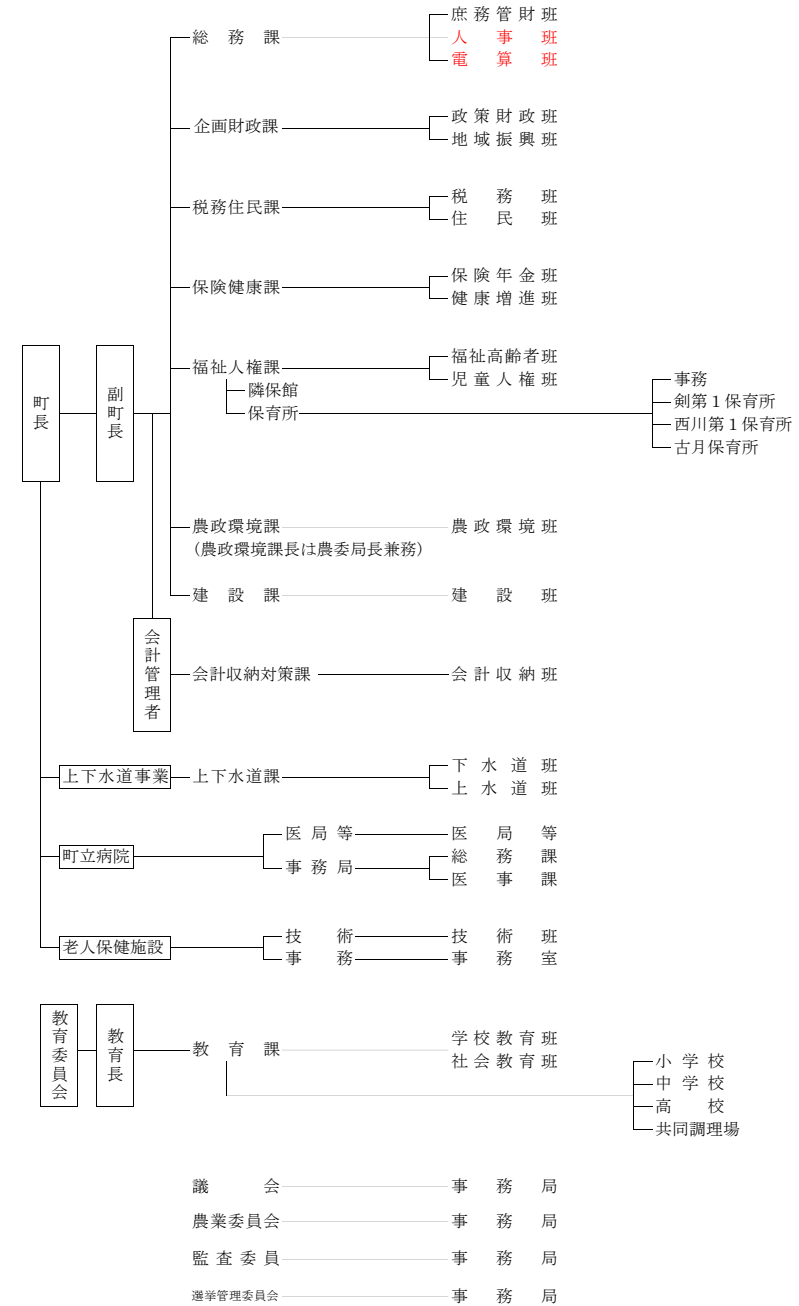 町長
副町長
総務課
庶務管財班
人事班
電算班
企画財政課
政策財政班
地域振興班
税務住民課
税務班
住民班
保険健康課
保険年金班
健康増進班
福祉人権課
福祉高齢者班
児童人権班
隣保館
保育所
事務
剣第1保育所
西川第1保育所
古月保育所
農政環境課
農政環境班
(農政環境課長は農委局長兼務)
建設課
建設班
会計管理者
会計収納対策課
会計収納班
上下水道事業
上下水道課
下水道班
上水道班
町立病院
医局等
医局等
事務局
総務課
医事課
老人保健施設
技術
技術班
事務
事務室
教育委員会
教育長
教育課
学校教育班
社会教育班
小学校
中学校
高校
共同調理場
議会
事務局
農業委員会
事務局
監査委員
事務局
選挙管理委員会
事務局